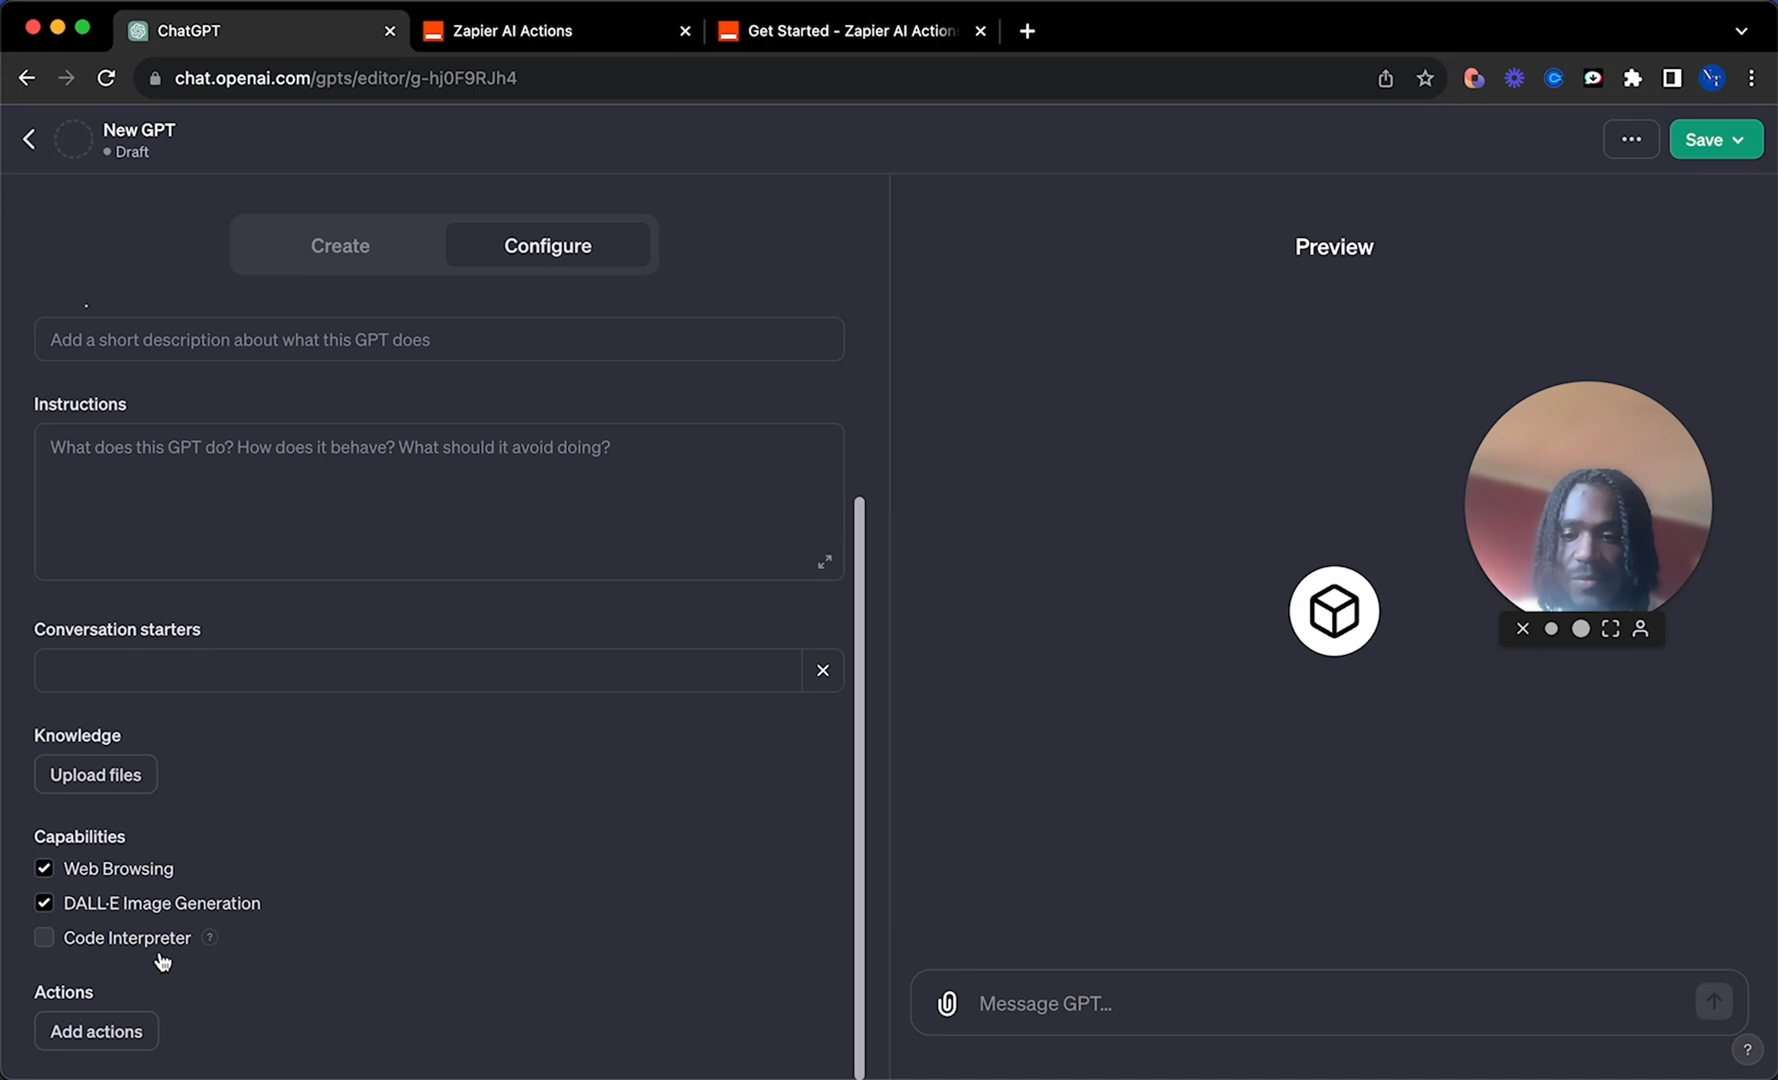 ChatGPT
Zapier AI Actions
Get Started - Zapier AI Action
chat.openai.com/gpts/editor/g-hj0F9RJh4
New GPT
Draft
Save
Create
Configure
Preview
Add a short description about what this GPT does
Instructions
What does this GPT do? How does it behave? What should it avoid doing?
Conversation starters
Knowledge
Upload files
Capabilities
Web Browsing
DALL·E Image Generation
Code Interpreter ?
Actions
Add actions
Message GPT…
?